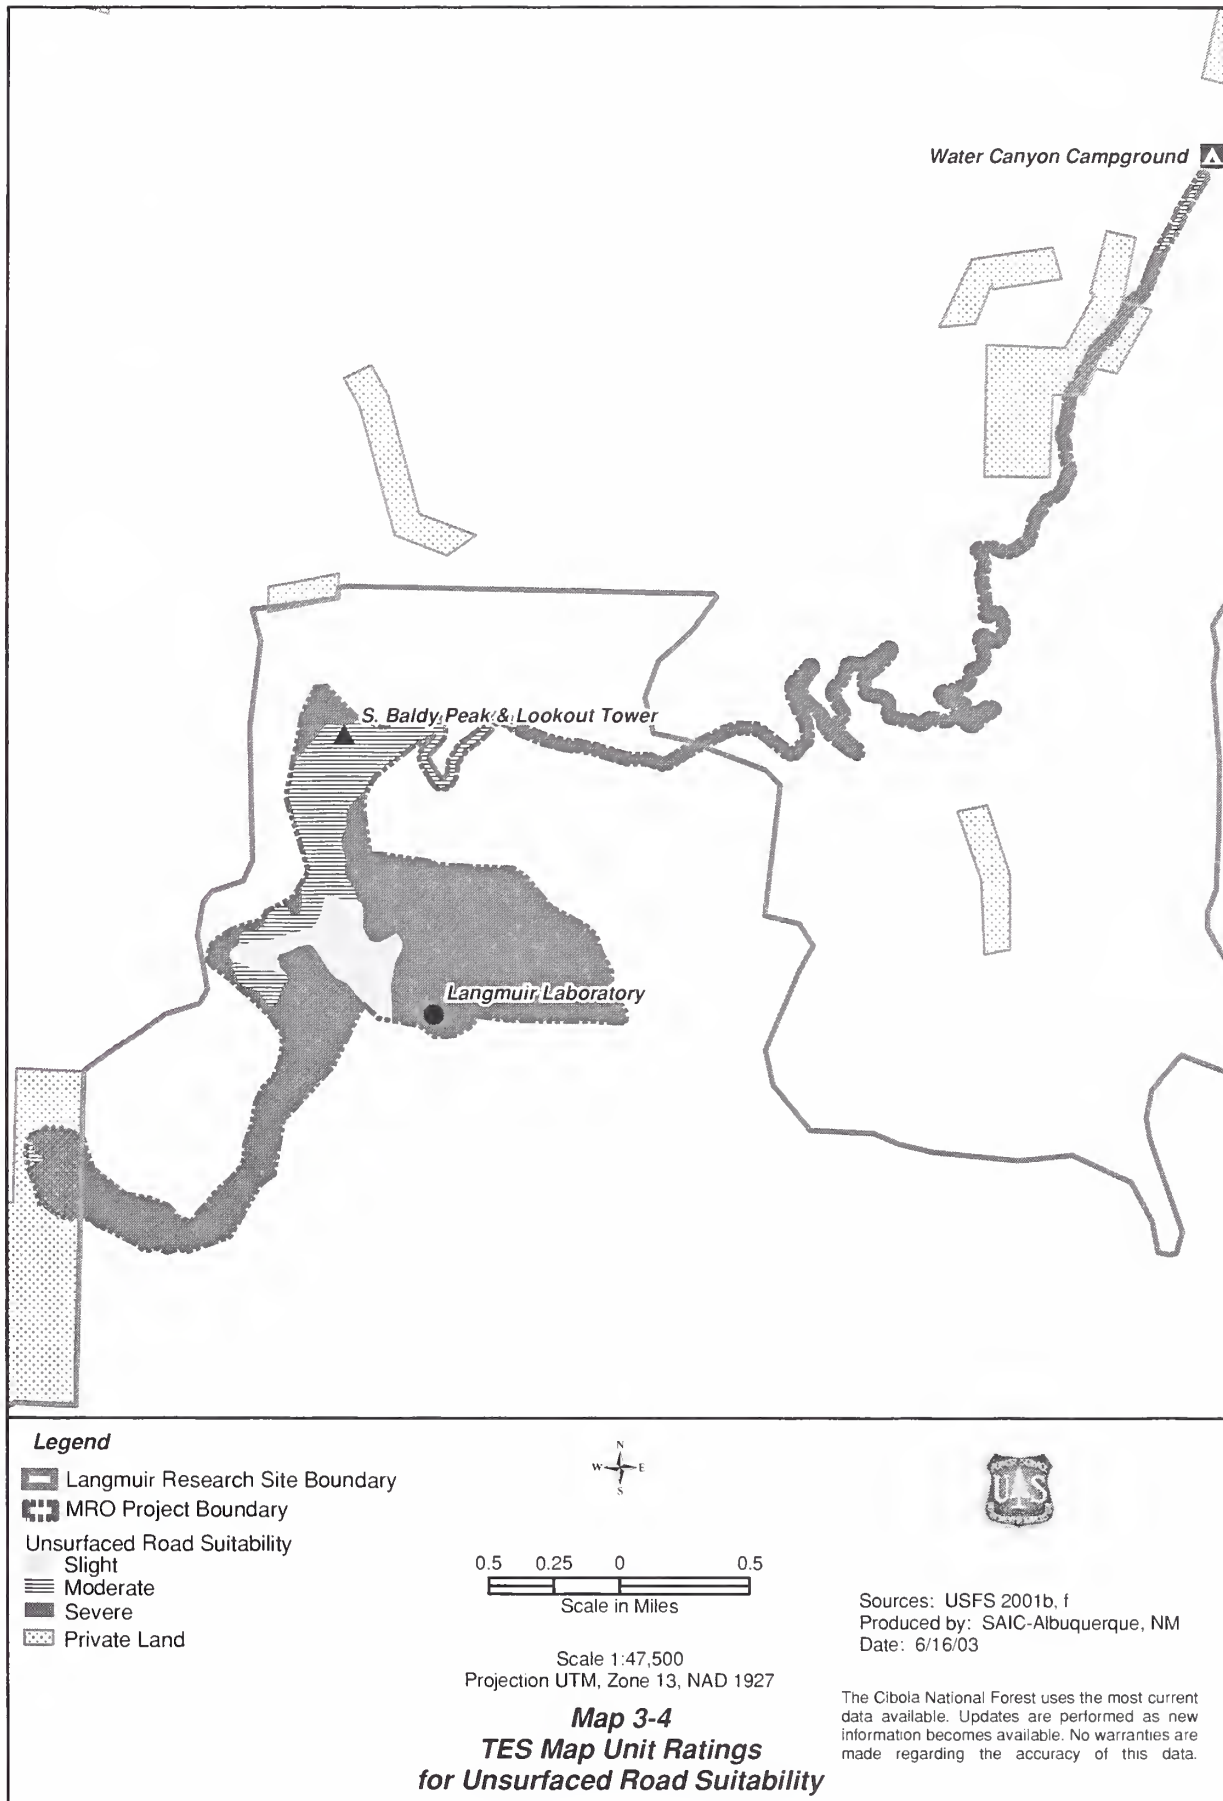 Water Canyon Campground
S. Baldy Peak & Lookout Tower
Langmuir Laboratory
Legend
Langmuir Research Site Boundary
MRO Project Boundary
Unsurfaced Road Suitability
Slight
Moderate
Severe
Private Land
N
W E
S
0.5 0.25 0 0.5
Scale in Miles
Scale 1:47,500
Projection UTM, Zone 13, NAD 1927
Map 3-4
TES Map Unit Ratings
for Unsurfaced Road Suitability
U S
Sources: USFS 2001b, f
Produced by: SAIC-Albuquerque, NM
Date: 6/16/03
The Cibola National Forest uses the most current
data available. Updates are performed as new
information becomes available. No warranties are
made regarding the accuracy of this data.